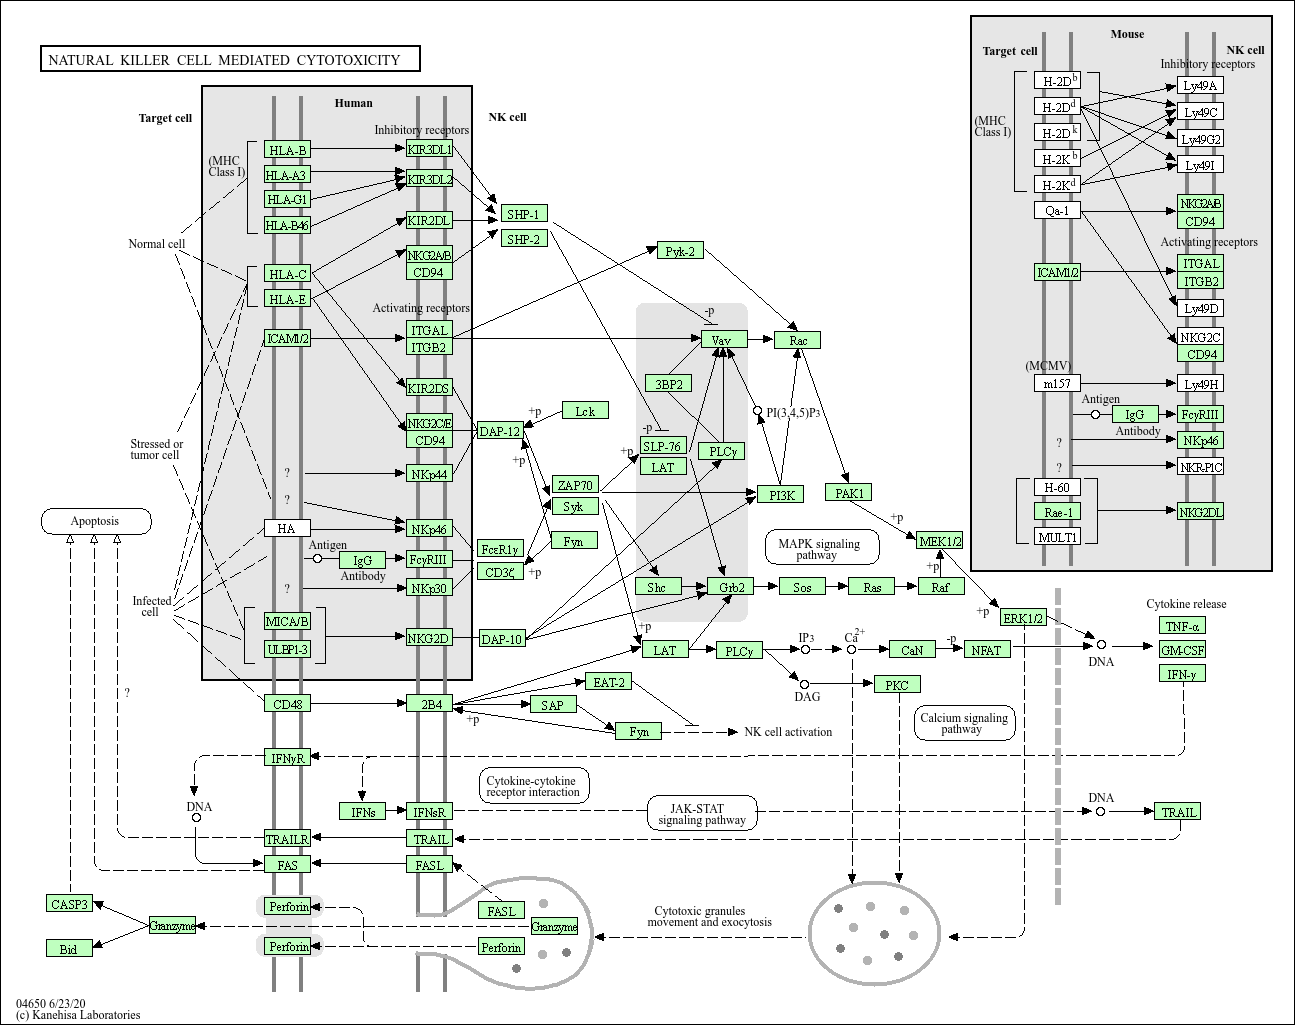 NATURAL KILLER CELL MEDIATED CYTOTOXICITY
Target cell
Human
NK cell
Inhibitory receptors
(MHC
Class I)
HLA-B
HLA-A3
HLA-G1
HLA-B46
HLA-C
HLA-E
ICAM1/2
KIR3DL1
KIR3DL2
KIR2DL
NKG2A/B
CD94
Activating receptors
ITGAL
ITGB2
KIR2DS
NKG2C/E
CD94
NKp44
NKp46
FcγRIII
NKp30
NKG2D
2B4
Normal cell
Stressed or
tumor cell
Infected
cell
?
?
HA
Antigen
IgG
Antibody
?
MICA/B
ULBP1-3
CD48
?
Apoptosis
SHP-1
SHP-2
Pyk-2
-p
Vav
Rac
3BP2
PI(3,4,5)P3
Lck
+p
DAP-12
+p
-p
SLP-76
LAT
+p
PLCγ
ZAP70
Syk
Fyn
FcεR1γ
CD3ζ
+p
PI3K
PAK1
+p
MEK1/2
+p
MAPK signaling
pathway
Shc
Grb2
Sos
Ras
Raf
+p
ERK1/2
DAP-10
+p
LAT
PLCγ
IP3
Ca2+
CaN
-p
NFAT
DNA
DAG
PKC
Calcium signaling
pathway
Cytokine release
TNF-α
GM-CSF
IFN-γ
EAT-2
SAP
+p
Fyn
NK cell activation
IFNγR
DNA
IFNs
IFNsR
Cytokine-cytokine
receptor interaction
JAK-STAT
signaling pathway
DNA
TRAIL
TRAILR
TRAIL
FAS
FASL
CASP3
Granzyme
Bid
Perforin
Perforin
FASL
Granzyme
Perforin
Cytotoxic granules
movement and exocytosis
Mouse
Target cell
NK cell
Inhibitory receptors
(MHC
Class I)
H-2Db
H-2Dd
H-2Dk
H-2Kb
H-2Kd
Qa-1
ICAM1/2
Ly49A
Ly49C
Ly49G2
Ly49I
NKG2A/B
CD94
Activating receptors
ITGAL
ITGB2
Ly49D
NKG2C
CD94
(MCMV)
m157
Ly49H
Antigen
IgG
Antibody
FcγRIII
?
NKp46
?
NKR-P1C
H-60
Rae-1
MULT1
NKG2DL
04650 6/23/20
(c) Kanehisa Laboratories